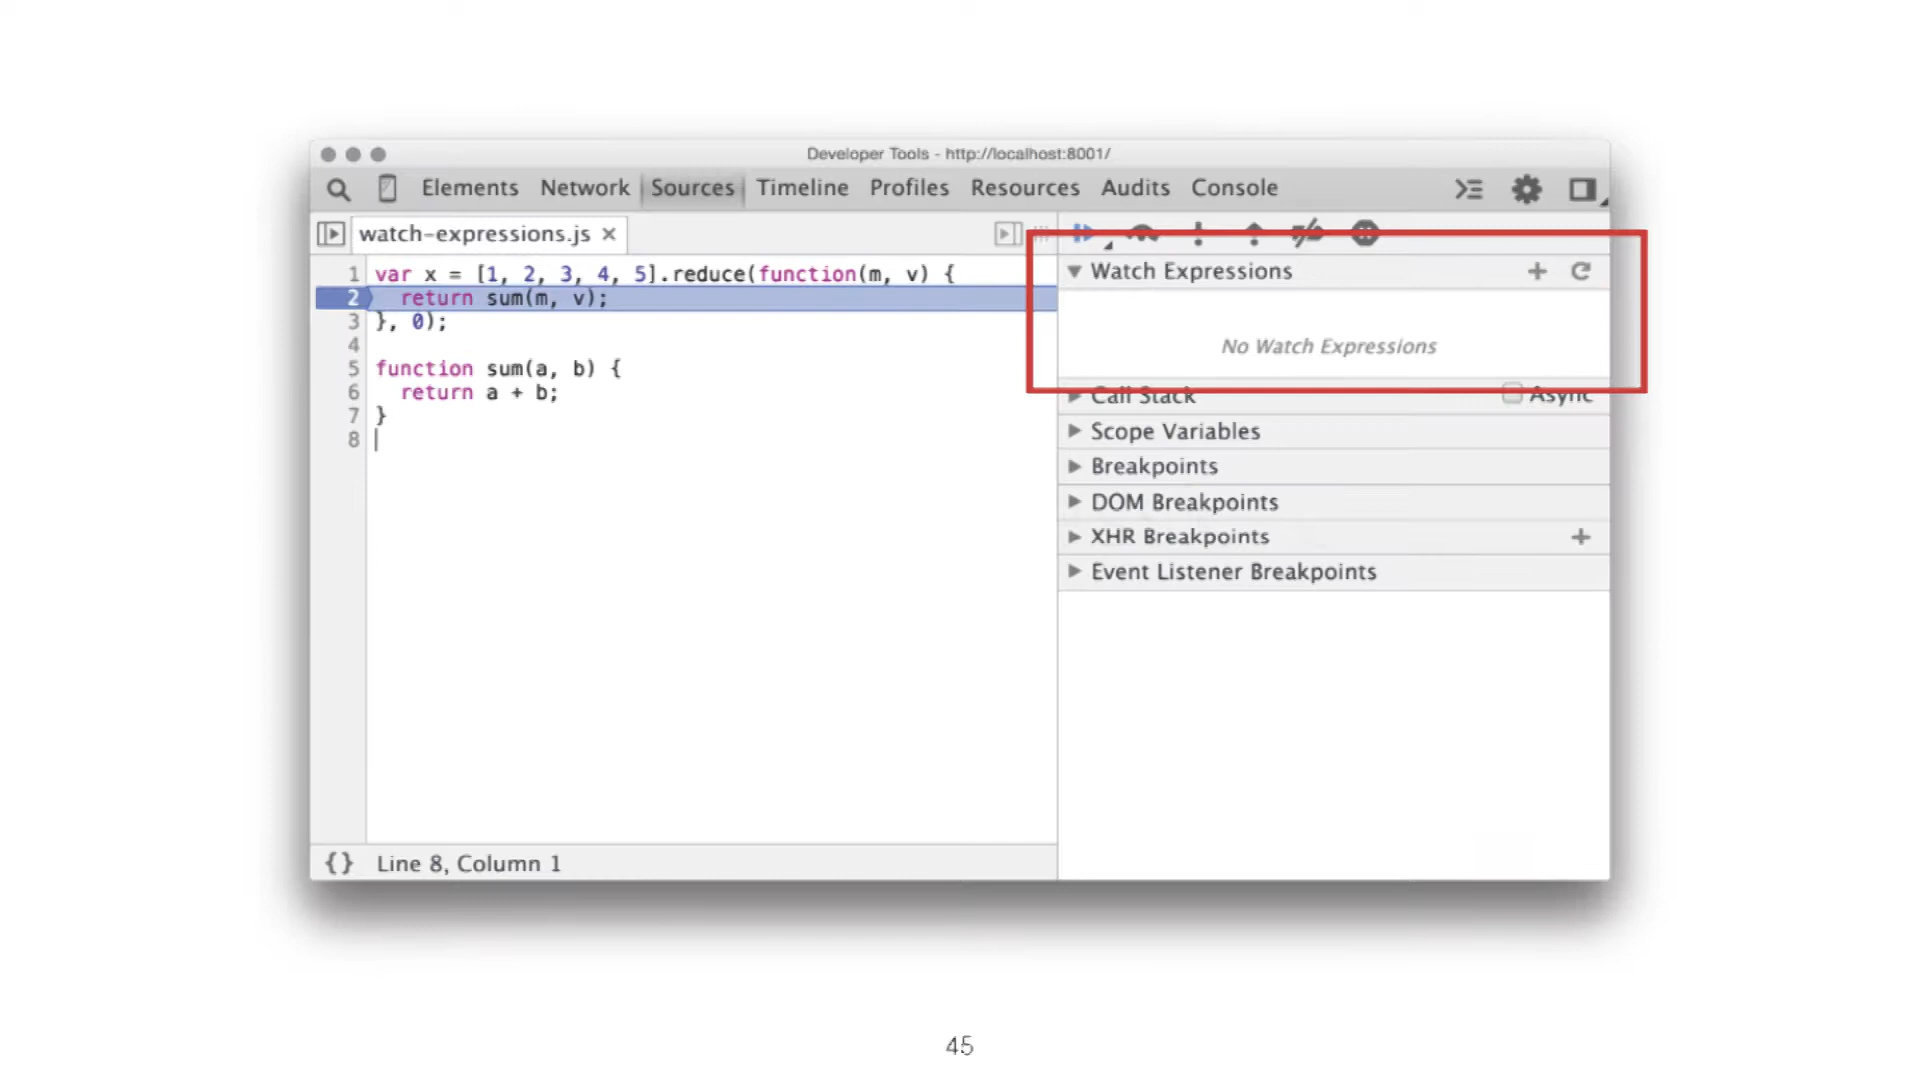 Developer Tools - http://localhost:8001/
Elements Network Sources Timeline Profiles Resources Audits Console
watch-expressions.js ×
1 var x = [1, 2, 3, 4, 5].reduce(function(m, v) {
2 return sum(m, v);
3 }, 0);
4
5 function sum(a, b) {
6 return a + b;
7 }
8
{} Line 8, Column 1
Watch Expressions
No Watch Expressions
Call Stack Async
Scope Variables
Breakpoints
DOM Breakpoints
XHR Breakpoints
Event Listener Breakpoints
45